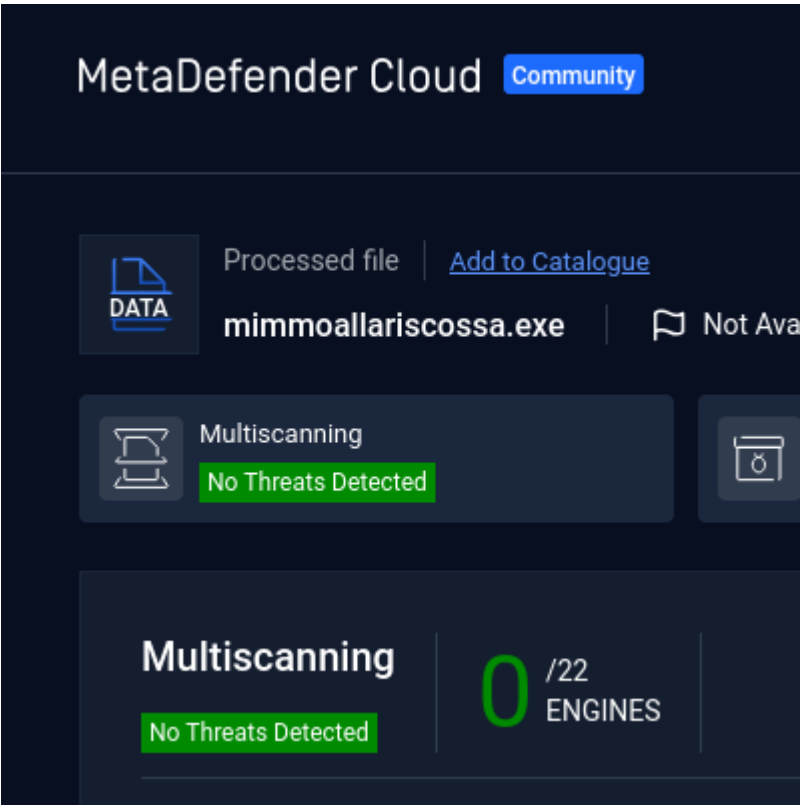 MetaDefender Cloud Community
Processed file Add to Catalogue
DATA
mimmoallariscossa.exe Not Ava
Multiscanning
No Threats Detected
Multiscanning
0 /22
ENGINES
No Threats Detected